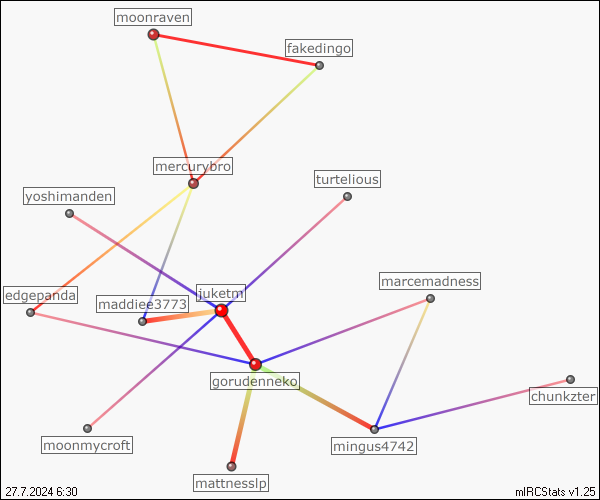 moonraven
fakedingo
mercurybro
turtelious
yoshimanden
marcemadness
edgepanda
juketm
maddiee3773
gorudenneko
chunkzter
moonmycroft
mingus4742
mattnesslp
27.7.2024 6:30
mIRCStats v1.25